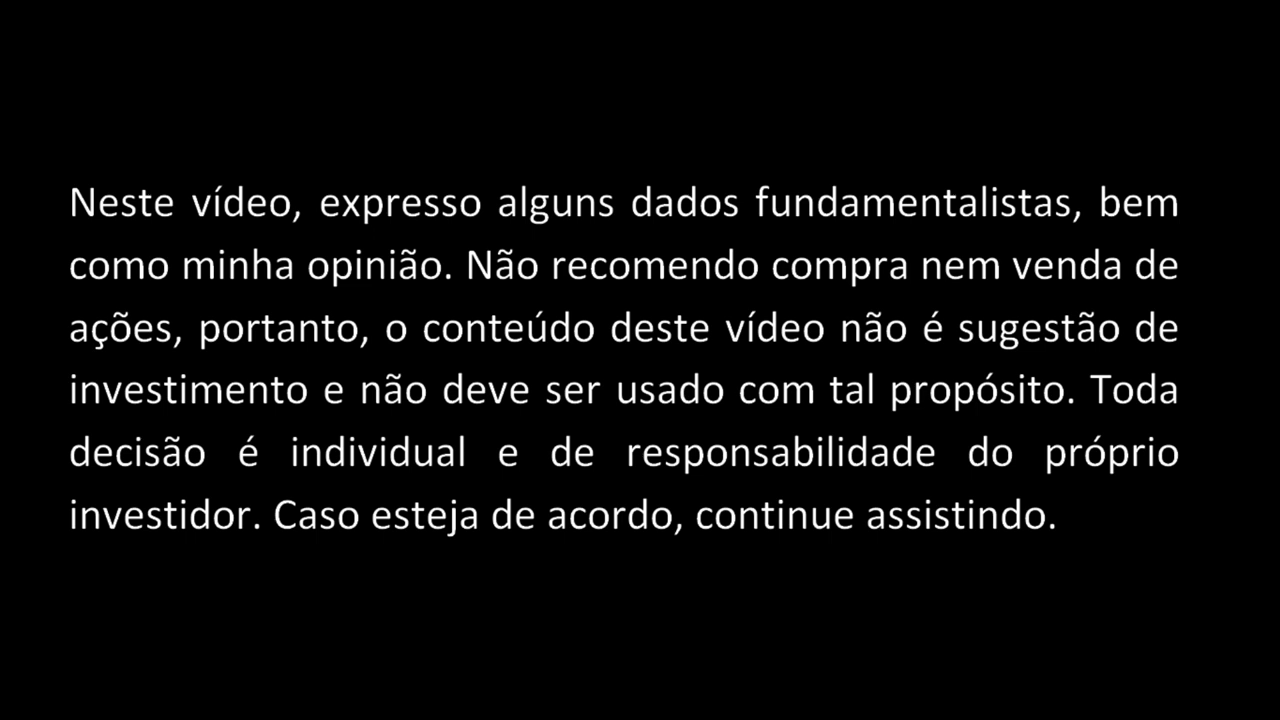 Neste vídeo, expresso alguns dados fundamentalistas, bem
como minha opinião. Não recomendo compra nem venda de
ações, portanto, o conteúdo deste vídeo não é sugestão de
investimento e não deve ser usado com tal propósito. Toda
decisão é individual e de responsabilidade do próprio
investidor. Caso esteja de acordo, continue assistindo.